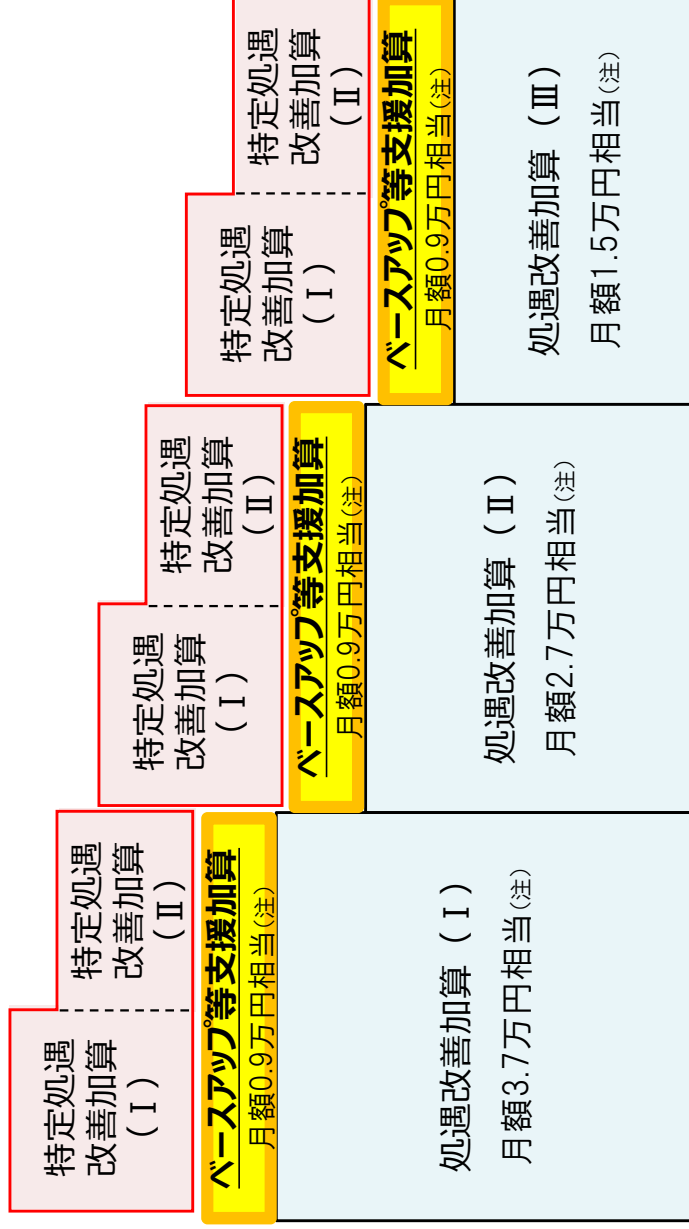 特定処遇
改善加算
(Ⅰ)
特定処遇
改善加算
(Ⅱ)
ベースアップ等支援加算
月額0.9万円相当(注)
処遇改善加算（Ⅰ）
月額3.7万円相当(注)
特定処遇
改善加算
(Ⅰ)
特定処遇
改善加算
(Ⅱ)
ベースアップ等支援加算
月額0.9万円相当(注)
処遇改善加算（Ⅱ）
月額2.7万円相当(注)
特定処遇
改善加算
(Ⅰ)
特定処遇
改善加算
(Ⅱ)
ベースアップ等支援加算
月額0.9万円相当(注)
処遇改善加算（Ⅲ）
月額1.5万円相当(注)